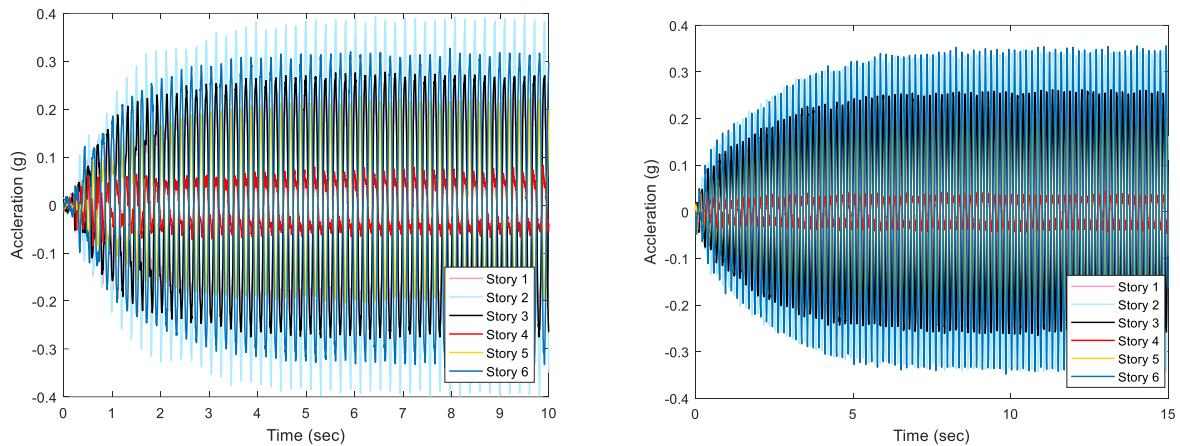 0.4
0.3
0.2
0.1
0
-0.1
-0.2
-0.3
-0.4
Accleration (g)
0 1 2 3 4 5 6 7 8 9 10
Time (sec)
Story 1
Story 2
Story 3
Story 4
Story 5
Story 6
0.4
0.3
0.2
0.1
0
-0.1
-0.2
-0.3
-0.4
Accleration (g)
0 5 10 15
Time (sec)
Story 1
Story 2
Story 3
Story 4
Story 5
Story 6